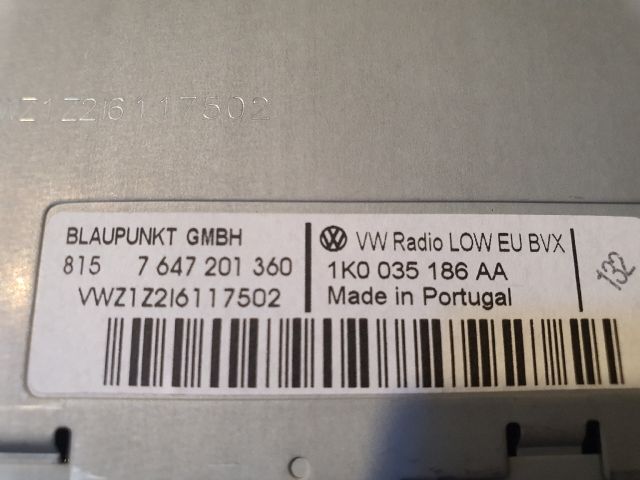 VWZ1Z2I6117502
BLAUPUNKT GMBH
815 7 647 201 360
VWZ1Z2I6117502
VW Radio LOW EU BVX
1K0 035 186 AA
Made in Portugal
132